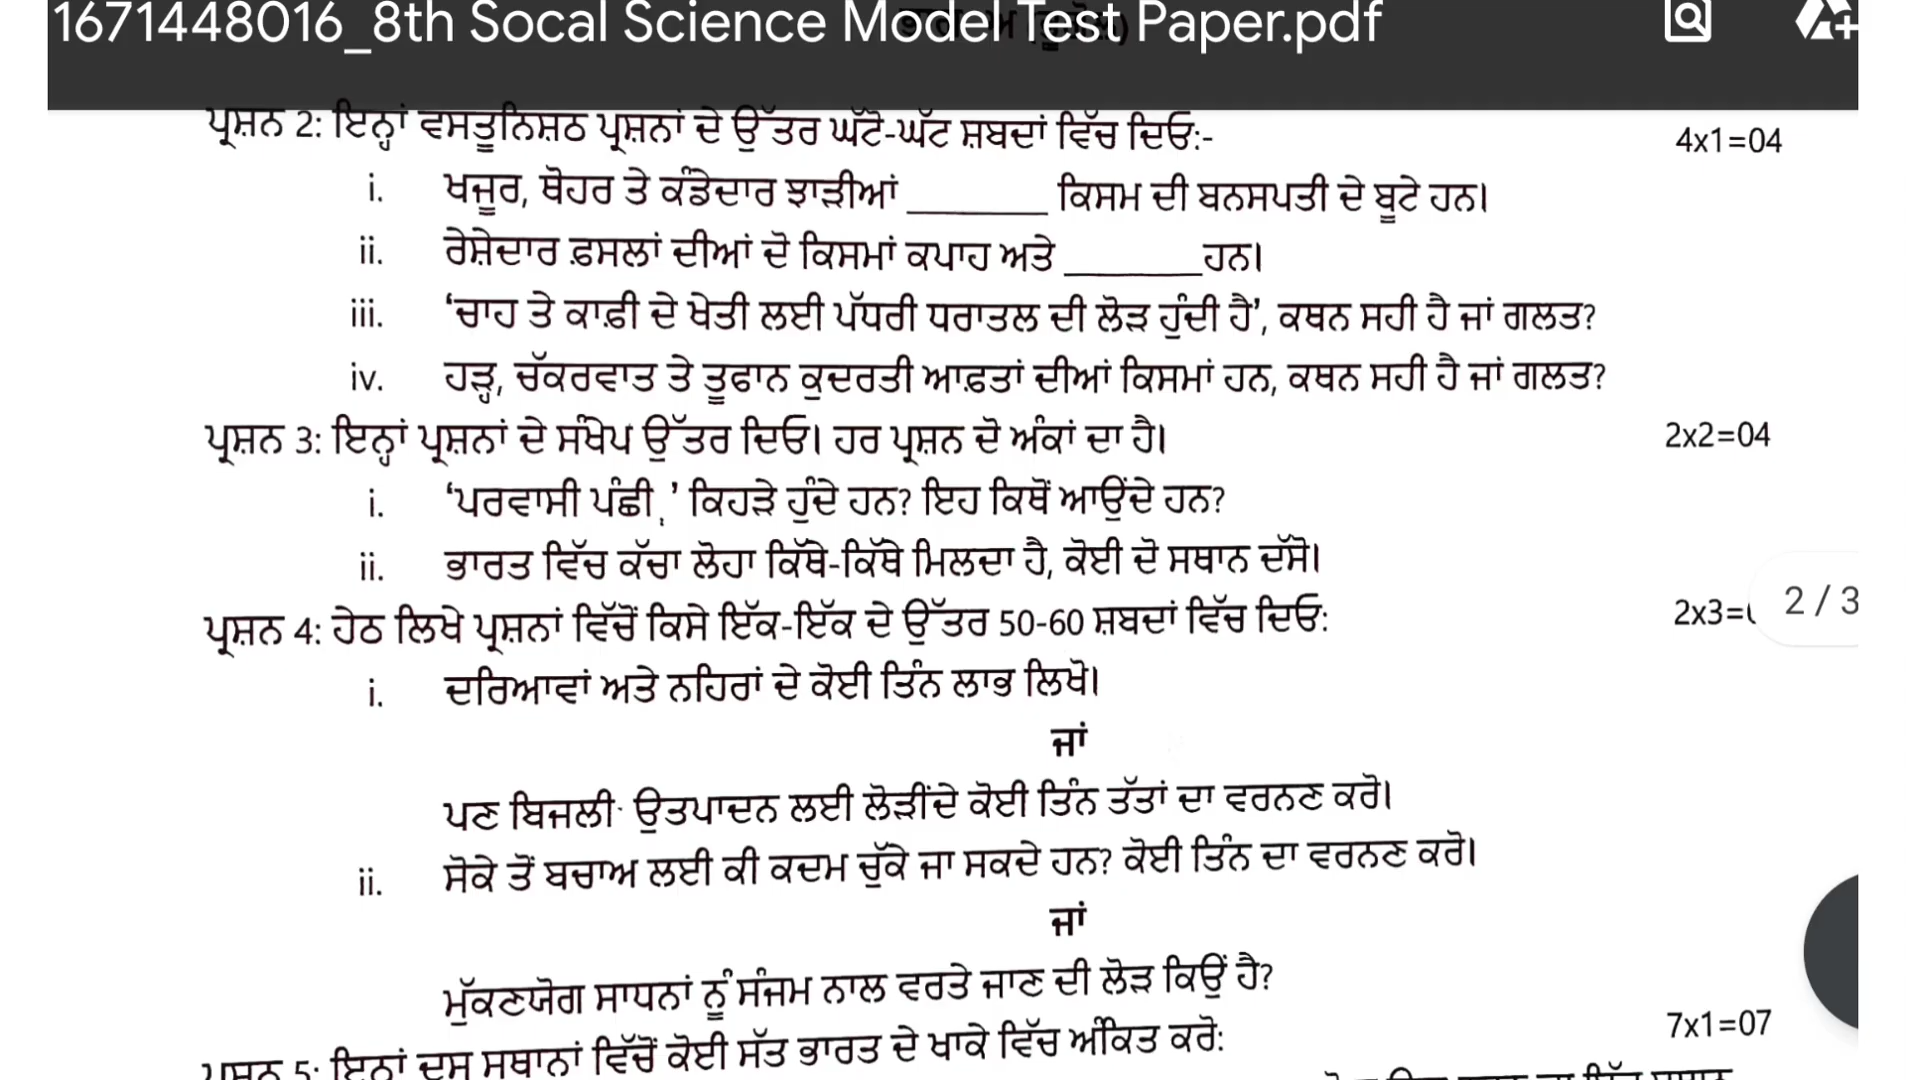 1671448016_8th Socal Science Model Test Paper.pdf
ਪ੍ਰਸ਼ਨ 2: ਇਨ੍ਹਾਂ ਵਸਤੂਨਿਸ਼ਠ ਪ੍ਰਸ਼ਨਾਂ ਦੇ ਉੱਤਰ ਘੱਟੋ-ਘੱਟ ਸ਼ਬਦਾਂ ਵਿੱਚ ਦਿਓ:- 4x1=04
i. ਖਜੂਰ, ਥੋਹਰ ਤੇ ਕੰਡੇਦਾਰ ਝਾੜੀਆਂ ________ ਕਿਸਮ ਦੀ ਬਨਸਪਤੀ ਦੇ ਬੂਟੇ ਹਨ।
ii. ਰੇਸ਼ੇਦਾਰ ਫ਼ਸਲਾਂ ਦੀਆਂ ਦੋ ਕਿਸਮਾਂ ਕਪਾਹ ਅਤੇ ________ਹਨ।
iii. ‘ਚਾਹ ਤੇ ਕਾਫ਼ੀ ਦੇ ਖੇਤੀ ਲਈ ਪੱਧਰੀ ਧਰਾਤਲ ਦੀ ਲੋੜ ਹੁੰਦੀ ਹੈ’, ਕਥਨ ਸਹੀ ਹੈ ਜਾਂ ਗਲਤ?
iv. ਹੜ੍ਹ, ਚੱਕਰਵਾਤ ਤੇ ਤੂਫਾਨ ਕੁਦਰਤੀ ਆਫ਼ਤਾਂ ਦੀਆਂ ਕਿਸਮਾਂ ਹਨ, ਕਥਨ ਸਹੀ ਹੈ ਜਾਂ ਗਲਤ?
ਪ੍ਰਸ਼ਨ 3: ਇਨ੍ਹਾਂ ਪ੍ਰਸ਼ਨਾਂ ਦੇ ਸੰਖੇਪ ਉੱਤਰ ਦਿਓ। ਹਰ ਪ੍ਰਸ਼ਨ ਦੋ ਅੰਕਾਂ ਦਾ ਹੈ। 2x2=04
i. ‘ਪਰਵਾਸੀ ਪੰਛੀ,’ ਕਿਹੜੇ ਹੁੰਦੇ ਹਨ? ਇਹ ਕਿਥੋਂ ਆਉਂਦੇ ਹਨ?
ii. ਭਾਰਤ ਵਿੱਚ ਕੱਚਾ ਲੋਹਾ ਕਿੱਥੇ-ਕਿੱਥੇ ਮਿਲਦਾ ਹੈ, ਕੋਈ ਦੋ ਸਥਾਨ ਦੱਸੋ।
ਪ੍ਰਸ਼ਨ 4: ਹੇਠ ਲਿਖੇ ਪ੍ਰਸ਼ਨਾਂ ਵਿੱਚੋਂ ਕਿਸੇ ਇੱਕ-ਇੱਕ ਦੇ ਉੱਤਰ 50-60 ਸ਼ਬਦਾਂ ਵਿੱਚ ਦਿਓ: 2x3=
2 / 3
i. ਦਰਿਆਵਾਂ ਅਤੇ ਨਹਿਰਾਂ ਦੇ ਕੋਈ ਤਿੰਨ ਲਾਭ ਲਿਖੋ।
ਜਾਂ
ਪਣ ਬਿਜਲੀ ਉਤਪਾਦਨ ਲਈ ਲੋੜੀਂਦੇ ਕੋਈ ਤਿੰਨ ਤੱਤਾਂ ਦਾ ਵਰਨਣ ਕਰੋ।
ii. ਸੋਕੇ ਤੋਂ ਬਚਾਅ ਲਈ ਕੀ ਕਦਮ ਚੁੱਕੇ ਜਾ ਸਕਦੇ ਹਨ? ਕੋਈ ਤਿੰਨ ਦਾ ਵਰਨਣ ਕਰੋ।
ਜਾਂ
ਮੁੱਕਣਯੋਗ ਸਾਧਨਾਂ ਨੂੰ ਸੰਜਮ ਨਾਲ ਵਰਤੇ ਜਾਣ ਦੀ ਲੋੜ ਕਿਉਂ ਹੈ?
ਪ੍ਰਸ਼ਨ 5: ਇਨ੍ਹਾਂ ਦਸ ਸਥਾਨਾਂ ਵਿੱਚੋਂ ਕੋਈ ਸੱਤ ਭਾਰਤ ਦੇ ਖਾਕੇ ਵਿੱਚ ਅੰਕਿਤ ਕਰੋ: 7x1=07